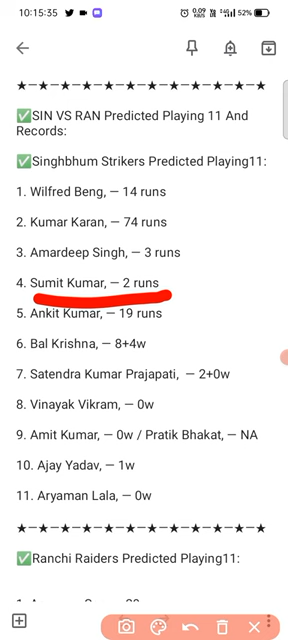 10:15:35 0.09 KB/S 52%
★—★—★—★—★—★—★—★—★—★—★—★
✅SIN VS RAN Predicted Playing 11 And
Records:
✅Singhbhum Strikers Predicted Playing11:
1. Wilfred Beng, — 14 runs
2. Kumar Karan, — 74 runs
3. Amardeep Singh, — 3 runs
4. Sumit Kumar, — 2 runs
5. Ankit Kumar, — 19 runs
6. Bal Krishna, — 8+4w
7. Satendra Kumar Prajapati, — 2+0w
8. Vinayak Vikram, — 0w
9. Amit Kumar, — 0w / Pratik Bhakat, — NA
10. Ajay Yadav, — 1w
11. Aryaman Lala, — 0w
★—★—★—★—★—★—★—★—★—★—★—★
✅Ranchi Raiders Predicted Playing11: